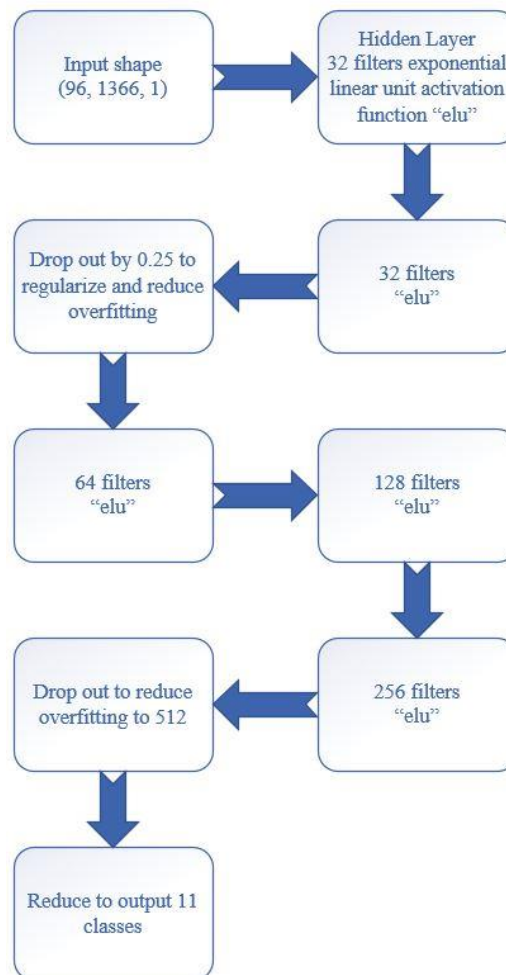 Input shape
(96, 1366, 1)
Hidden Layer
32 filters exponential
linear unit activation
function “elu”
32 filters
“elu”
Drop out by 0.25 to
regularize and reduce
overfitting
64 filters
“elu”
128 filters
“elu”
256 filters
“elu”
Drop out to reduce
overfitting to 512
Reduce to output 11
classes